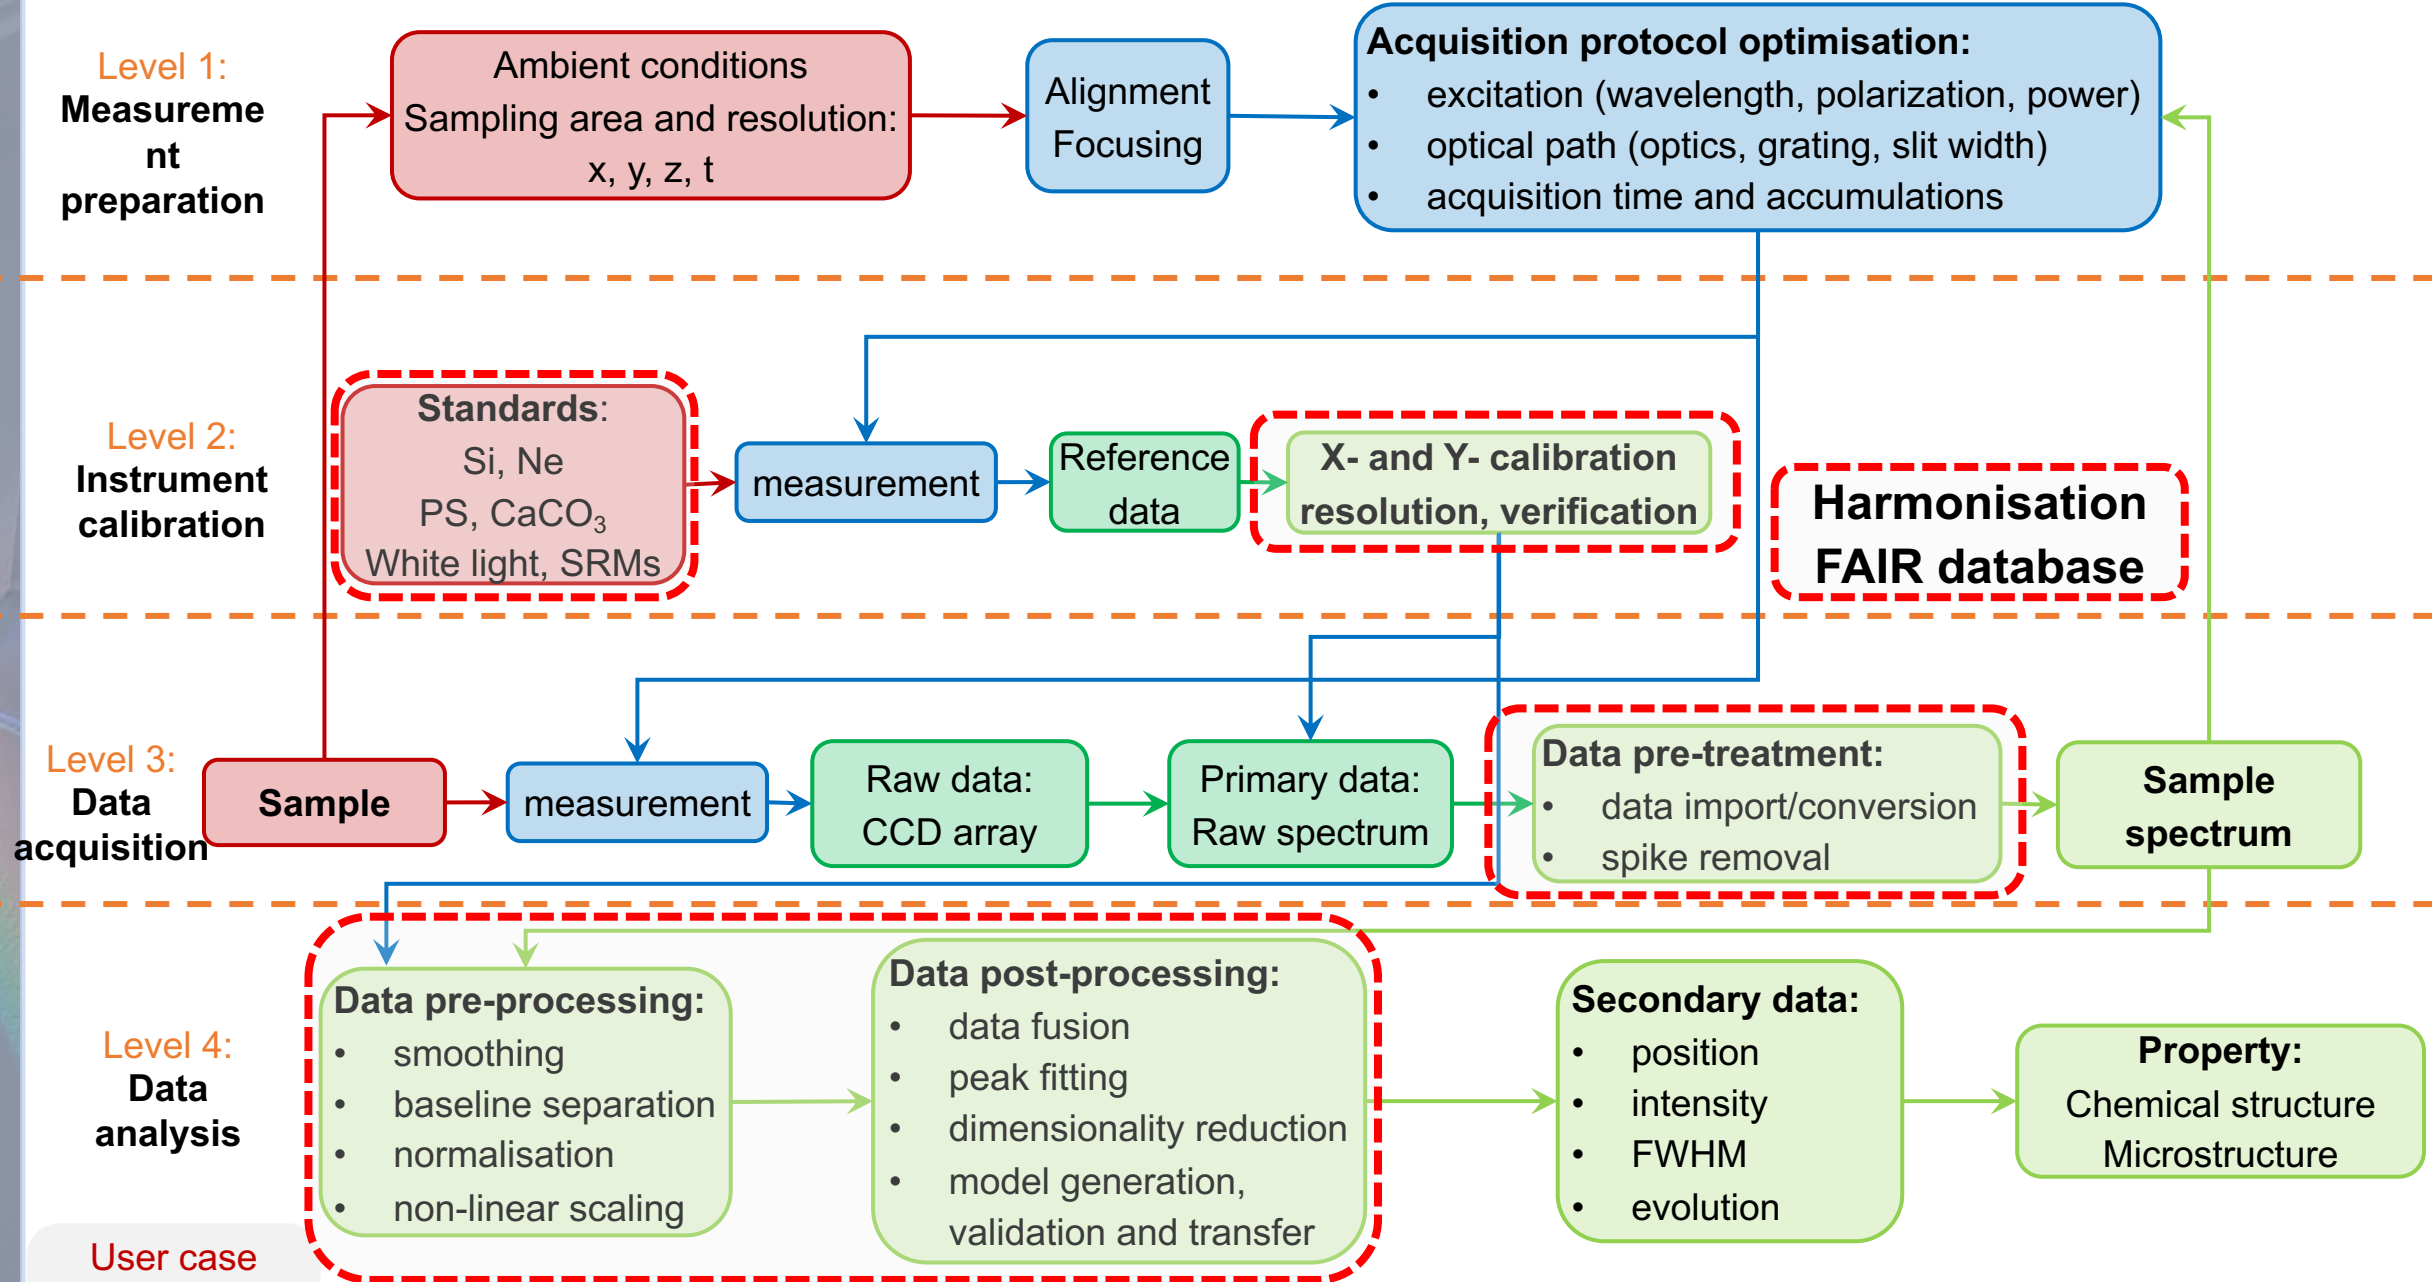 Level 1:
Measureme
nt
preparation
Ambient conditions
Sampling area and resolution:
x, y, z, t
Alignment
Focusing
Acquisition protocol optimisation:
• excitation (wavelength, polarization, power)
• optical path (optics, grating, slit width)
• acquisition time and accumulations
Level 2:
Instrument
calibration
Standards:
Si, Ne
PS, CaCO₃
White light, SRMs
measurement
Reference
data
X- and Y- calibration
resolution, verification
Harmonisation
FAIR database
Level 3:
Data
acquisition
Sample
measurement
Raw data:
CCD array
Primary data:
Raw spectrum
Data pre-treatment:
• data import/conversion
• spike removal
Sample
spectrum
Level 4:
Data
analysis
Data pre-processing:
• smoothing
• baseline separation
• normalisation
• non-linear scaling
Data post-processing:
• data fusion
• peak fitting
• dimensionality reduction
• model generation,
validation and transfer
Secondary data:
• position
• intensity
• FWHM
• evolution
Property:
Chemical structure
Microstructure
User case